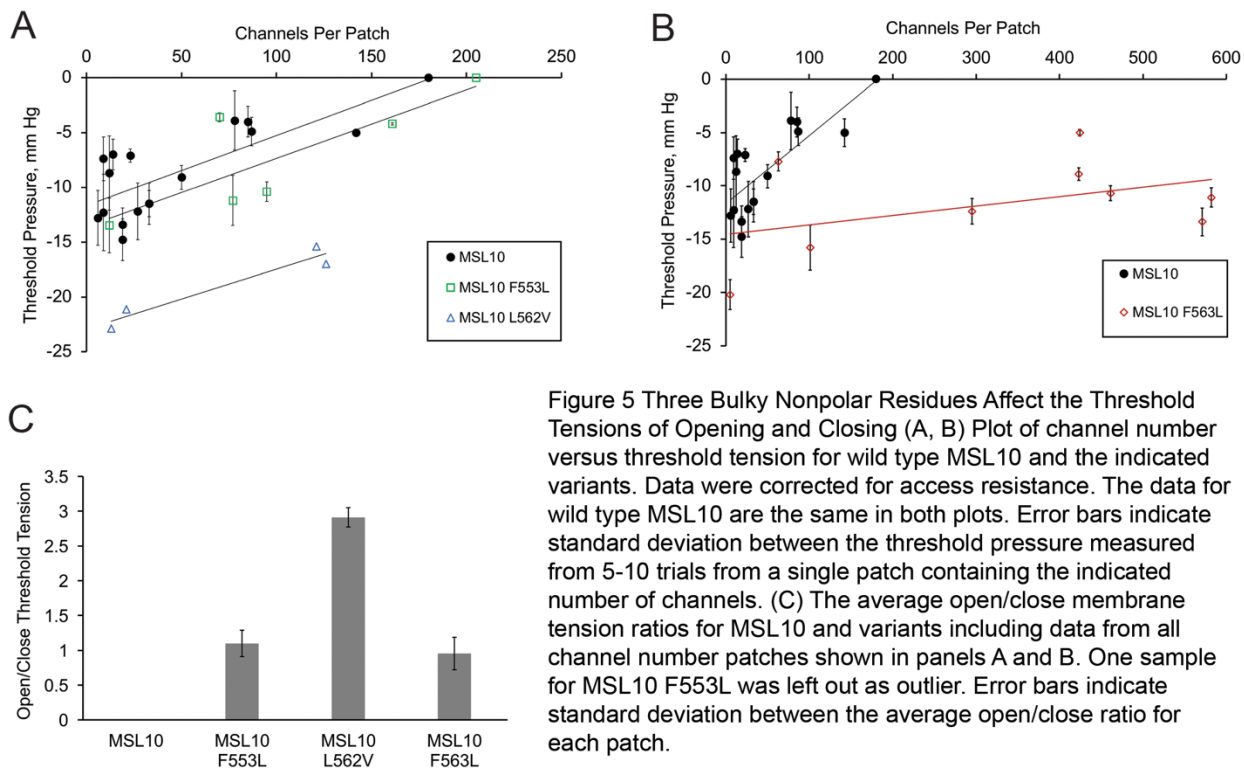 A
Channels Per Patch
0 50 100 150 200 250
0
-5
-10
-15
-20
-25
Threshold Pressure, mm Hg
MSL10
MSL10 F553L
MSL10 L562V
B
Channels Per Patch
0 100 200 300 400 500 600
0
-5
-10
-15
-20
-25
Threshold Pressure, mm Hg
MSL10
MSL10 F563L
C
3.5
3
2.5
2
1.5
1
0.5
0
Open/Close Threshold Tension
MSL10 MSL10 MSL10 MSL10
F553L L562V F563L
Figure 5 Three Bulky Nonpolar Residues Affect the Threshold
Tensions of Opening and Closing (A, B) Plot of channel number
versus threshold tension for wild type MSL10 and the indicated
variants. Data were corrected for access resistance. The data for
wild type MSL10 are the same in both plots. Error bars indicate
standard deviation between the threshold pressure measured
from 5-10 trials from a single patch containing the indicated
number of channels. (C) The average open/close membrane
tension ratios for MSL10 and variants including data from all
channel number patches shown in panels A and B. One sample
for MSL10 F553L was left out as outlier. Error bars indicate
standard deviation between the average open/close ratio for
each patch.